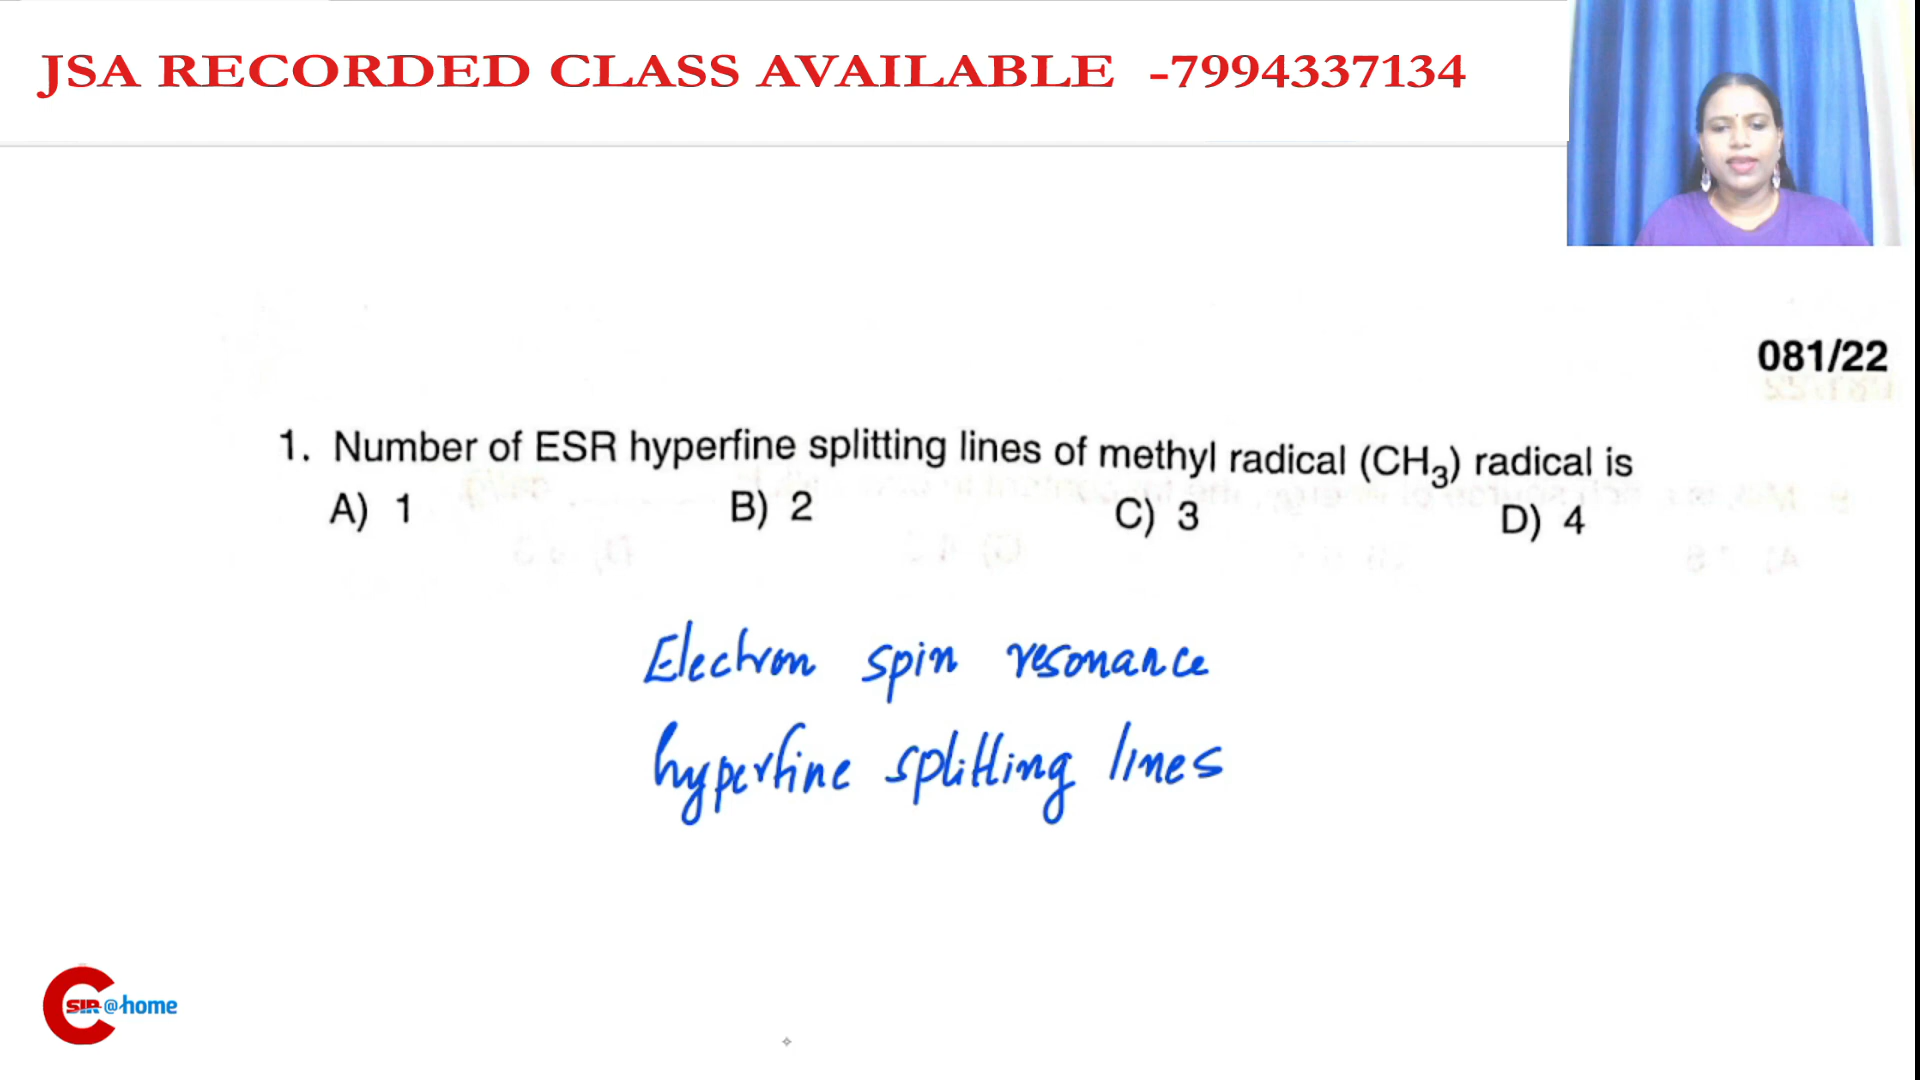 JSA RECORDED CLASS AVAILABLE -7994337134
081/22
1. Number of ESR hyperfine splitting lines of methyl radical (CH₃) radical is
A) 1 B) 2 C) 3 D) 4
Electron spin resonance
hyperfine splitting lines
CSIR@home